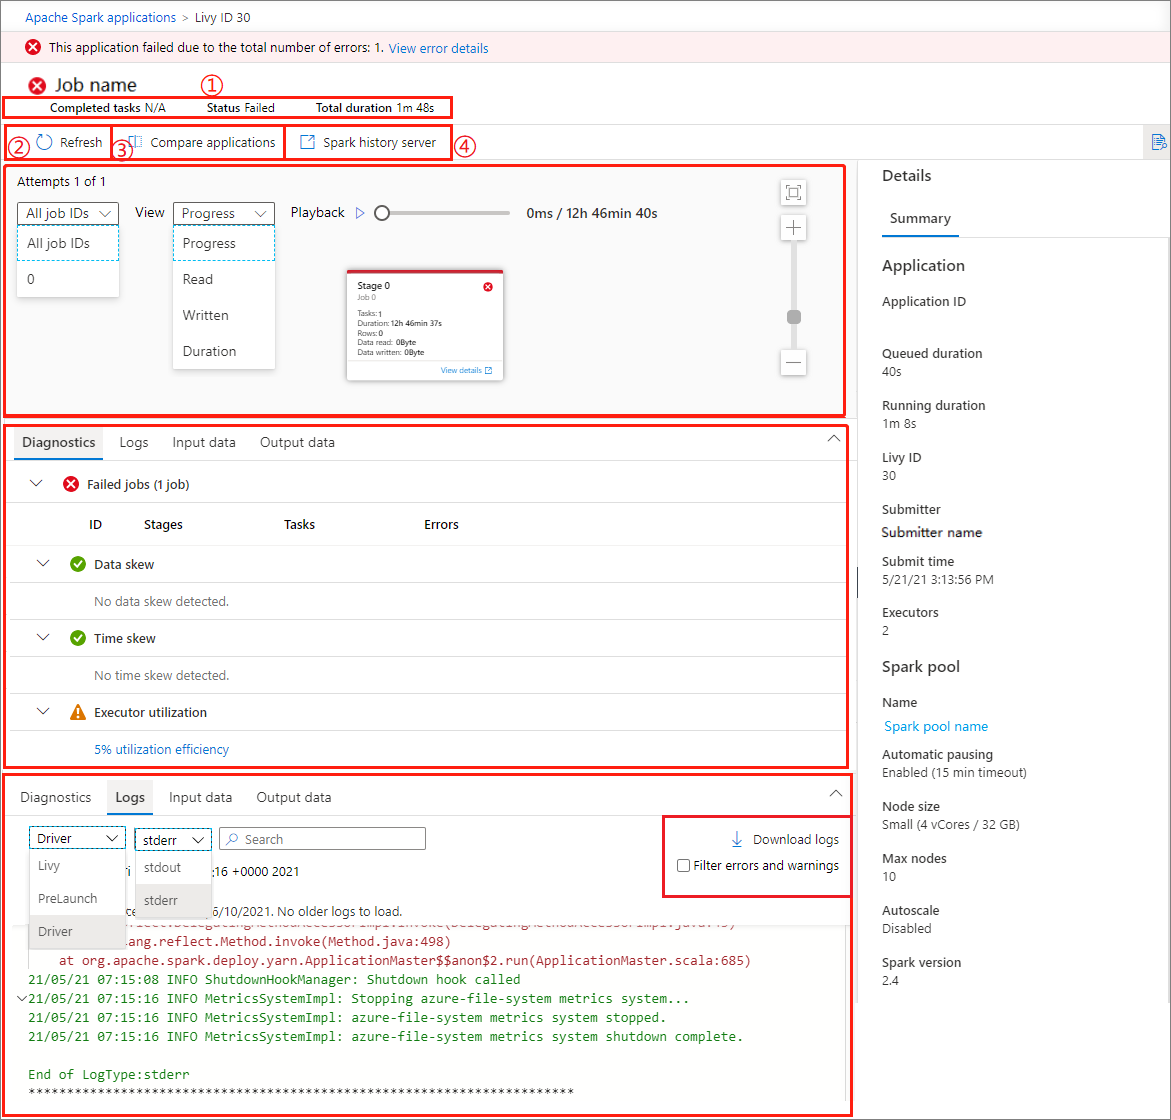 Apache Spark applications > Livy ID 30
This application failed due to the total number of errors: 1. View error details
Job name
①
Completed tasks N/A Status Failed Total duration 1m 48s
② Refresh ③ Compare applications Spark history server ④
Attempts 1 of 1
All job IDs View Progress Playback 0ms / 12h 46min 40s
All job IDs
0
Progress
Read
Written
Duration
Stage 0
Job 0
Tasks: 1
Duration: 12h 46min 37s
Rows: 0
Data read: 0Byte
Data written: 0Byte
View details
Diagnostics Logs Input data Output data
Failed jobs (1 job)
ID Stages Tasks Errors
Data skew
No data skew detected.
Time skew
No time skew detected.
Executor utilization
5% utilization efficiency
Diagnostics Logs Input data Output data
Driver stderr Search Download logs
Filter errors and warnings
Livy
PreLaunch
Driver
stdout
stderr
:16 +0000 2021
6/10/2021. No older logs to load.
lang.reflect.Method.invoke(Method.java:498)
at org.apache.spark.deploy.yarn.ApplicationMaster$$anon$2.run(ApplicationMaster.scala:685)
21/05/21 07:15:08 INFO ShutdownHookManager: Shutdown hook called
21/05/21 07:15:16 INFO MetricsSystemImpl: Stopping azure-file-system metrics system...
21/05/21 07:15:16 INFO MetricsSystemImpl: azure-file-system metrics system stopped.
21/05/21 07:15:16 INFO MetricsSystemImpl: azure-file-system metrics system shutdown complete.
End of LogType:stderr
***********************************************************************
Details
Summary
Application
Application ID
Queued duration
40s
Running duration
1m 8s
Livy ID
30
Submitter
Submitter name
Submit time
5/21/21 3:13:56 PM
Executors
2
Spark pool
Name
Spark pool name
Automatic pausing
Enabled (15 min timeout)
Node size
Small (4 vCores / 32 GB)
Max nodes
10
Autoscale
Disabled
Spark version
2.4